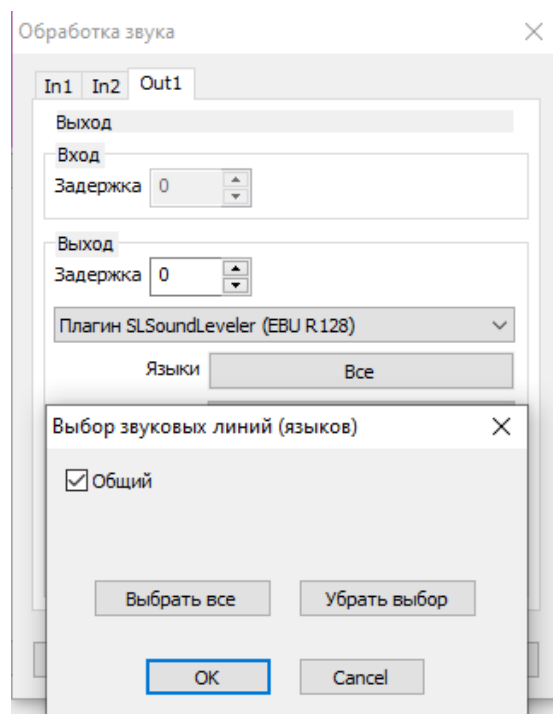 Обработка звука
In1 In2 Out1
Выход
Вход
Задержка 0
Выход
Задержка 0
Плагин SLSoundLeveler (EBU R128)
Языки Все
Выбор звуковых линий (языков)
Общий
Выбрать все Убрать выбор
OK Cancel